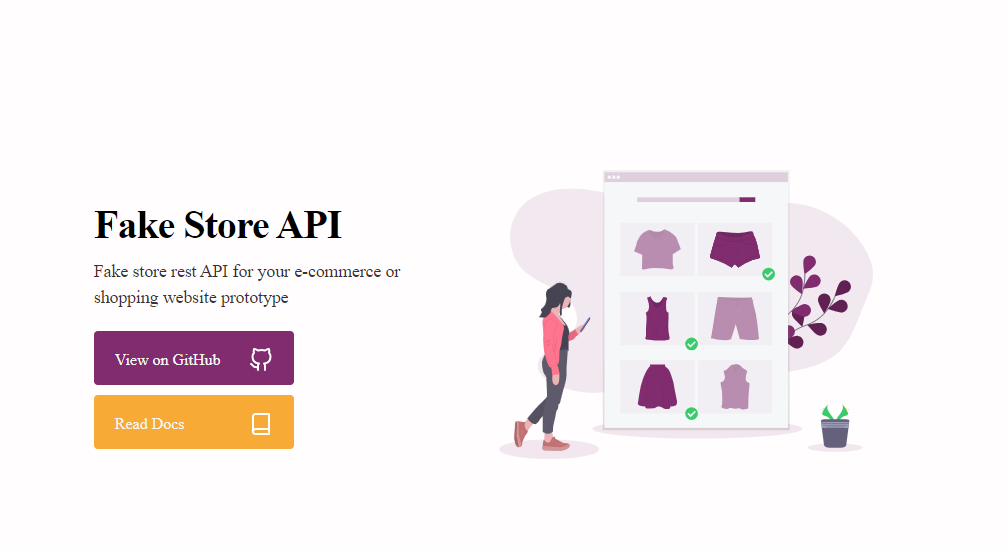 Fake Store API
Fake store rest API for your e-commerce or
shopping website prototype
View on GitHub
Read Docs